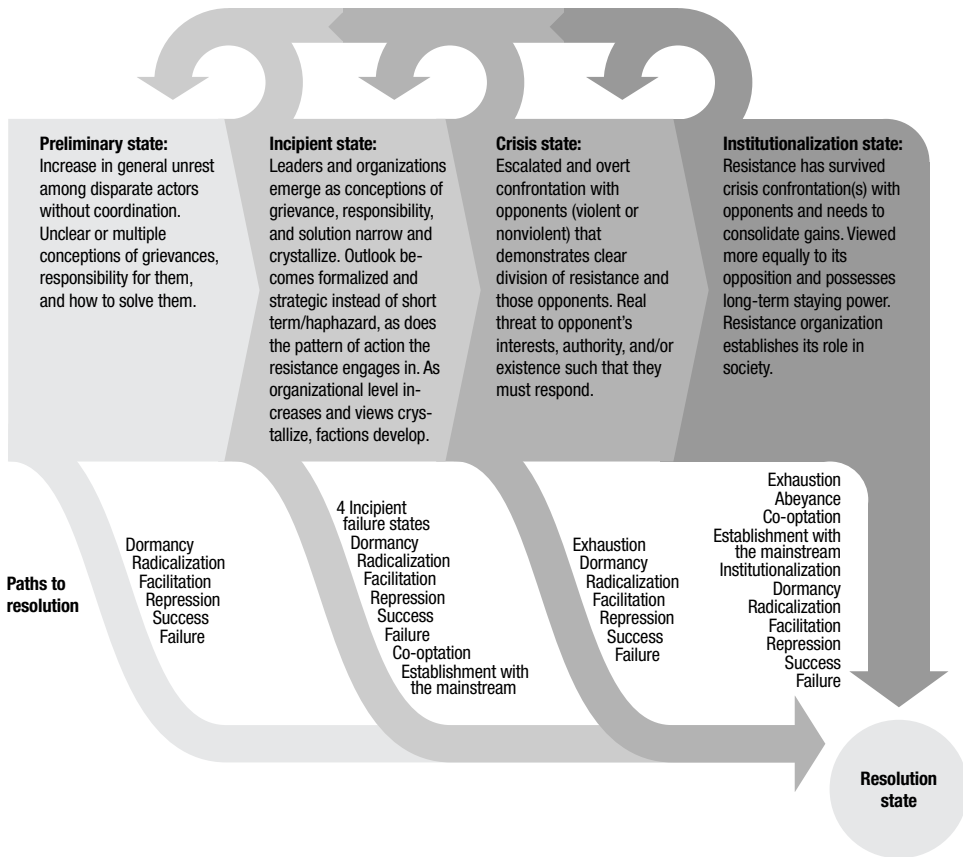 Preliminary state:
Increase in general unrest
among disparate actors
without coordination.
Unclear or multiple
conceptions of grievances,
responsibility for them,
and how to solve them.
Incipient state:
Leaders and organizations
emerge as conceptions of
grievance, responsibility,
and solution narrow and
crystallize. Outlook be-
comes formalized and
strategic instead of short
term/haphazard, as does
the pattern of action the
resistance engages in. As
organizational level in-
creases and views crys-
tallize, factions develop.
Crisis state:
Escalated and overt
confrontation with
opponents (violent or
nonviolent) that
demonstrates clear
division of resistance and
those opponents. Real
threat to opponent’s
interests, authority, and/or
existence such that they
must respond.
Institutionalization state:
Resistance has survived
crisis confrontation(s) with
opponents and needs to
consolidate gains. Viewed
more equally to its
opposition and possesses
long-term staying power.
Resistance organization
establishes its role in
society.
Paths to
resolution
Dormancy
Radicalization
Facilitation
Repression
Success
Failure
4 Incipient
failure states
Dormancy
Radicalization
Facilitation
Repression
Success
Failure
Co-optation
Establishment with
the mainstream
Exhaustion
Dormancy
Radicalization
Facilitation
Repression
Success
Failure
Exhaustion
Abeyance
Co-optation
Establishment with
the mainstream
Institutionalization
Dormancy
Radicalization
Facilitation
Repression
Success
Failure
Resolution
state